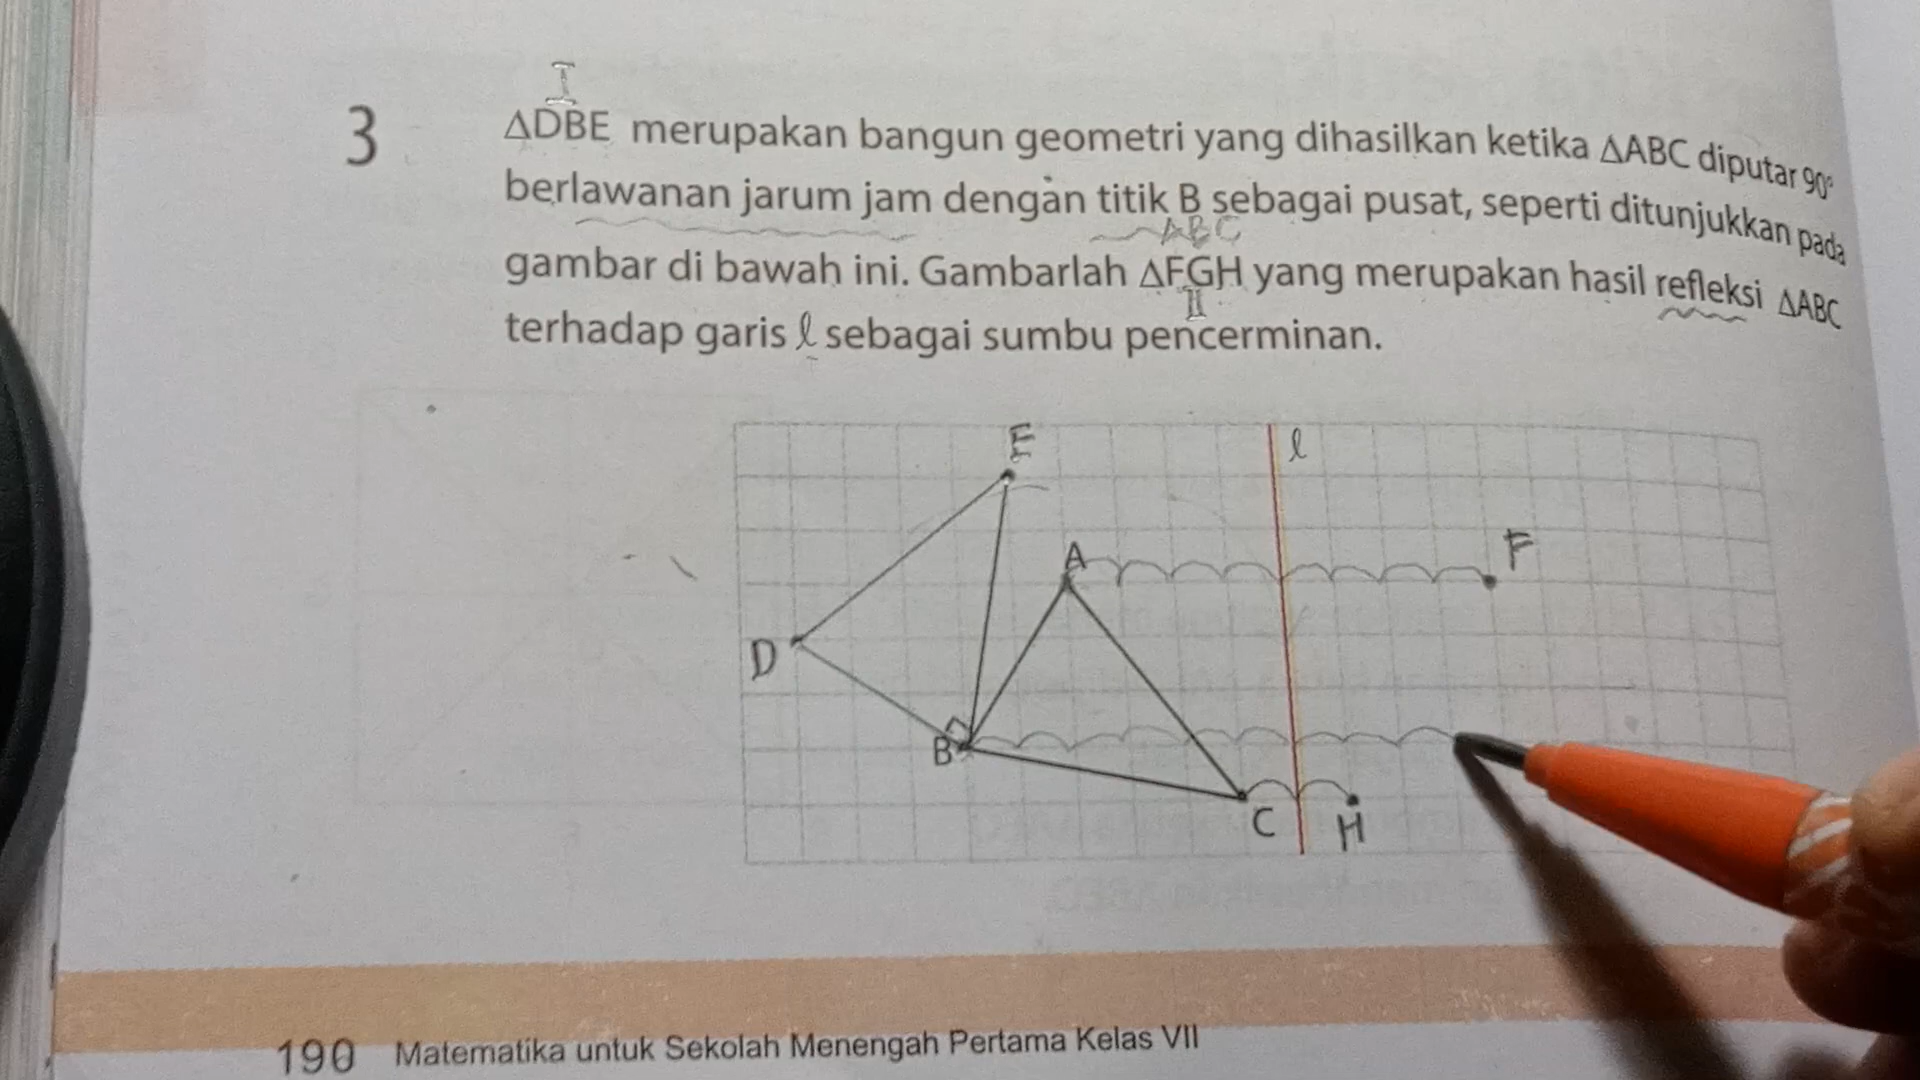 I
3 ΔDBE merupakan bangun geometri yang dihasilkan ketika ΔABC diputar 90°
berlawanan jarum jam dengan titik B sebagai pusat, seperti ditunjukkan pada
ABC
gambar di bawah ini. Gambarlah ΔFGH yang merupakan hasil refleksi ΔABC
II
terhadap garis ℓ sebagai sumbu pencerminan.
E
ℓ
A
F
D
B
C
H
190 Matematika untuk Sekolah Menengah Pertama Kelas VII